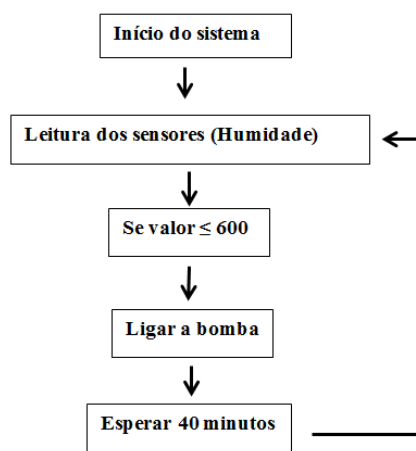 Início do sistema
Leitura dos sensores (Humidade)
Se valor ≤ 600
Ligar a bomba
Esperar 40 minutos